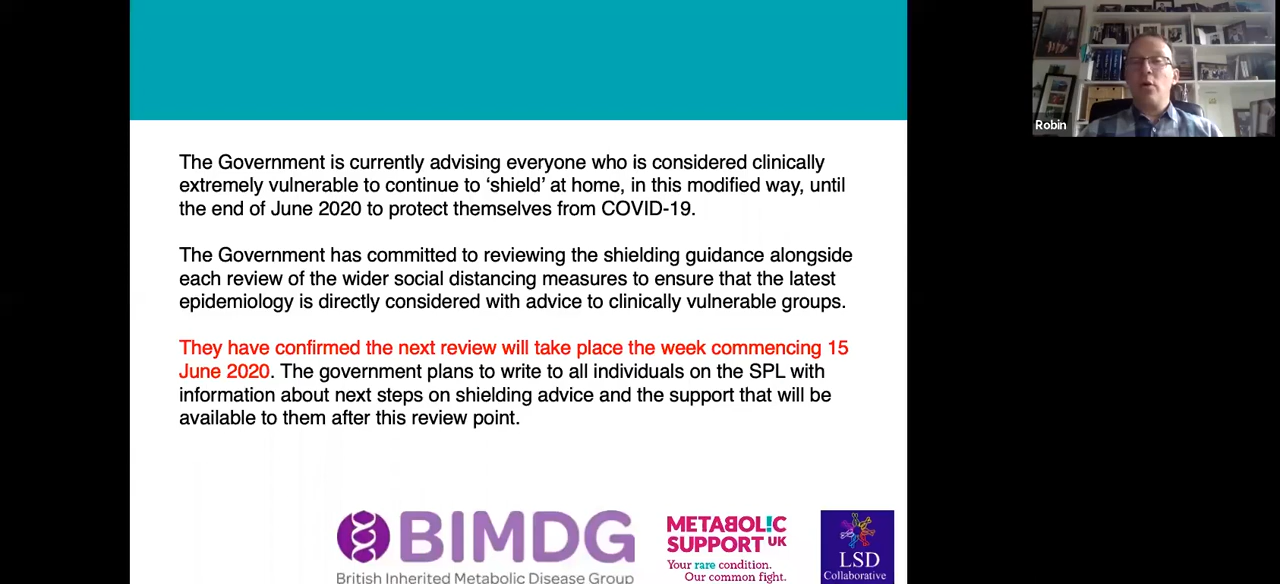 Robin
The Government is currently advising everyone who is considered clinically
extremely vulnerable to continue to ‘shield’ at home, in this modified way, until
the end of June 2020 to protect themselves from COVID-19.
The Government has committed to reviewing the shielding guidance alongside
each review of the wider social distancing measures to ensure that the latest
epidemiology is directly considered with advice to clinically vulnerable groups.
They have confirmed the next review will take place the week commencing 15
June 2020. The government plans to write to all individuals on the SPL with
information about next steps on shielding advice and the support that will be
available to them after this review point.
BIMDG
British Inherited Metabolic Disease Group
METABOL!C
SUPPORT UK
Your rare condition.
Our common fight.
LSD
Collaborative